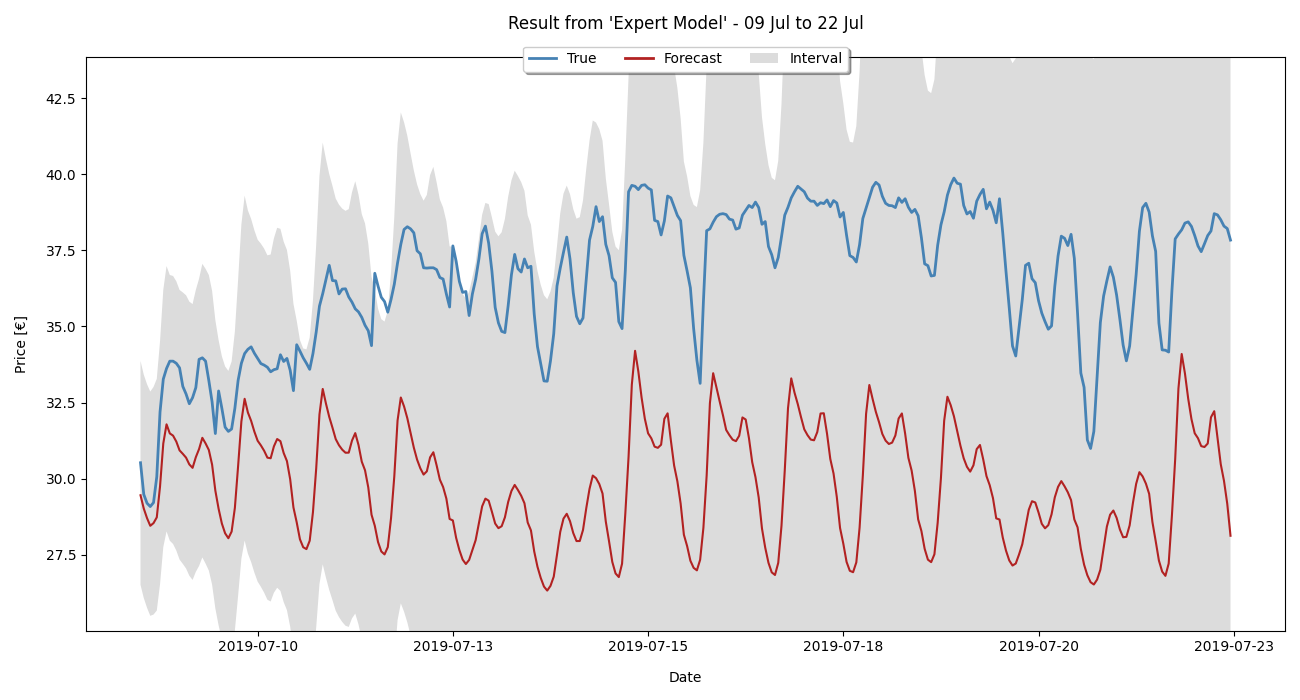 Result from 'Expert Model' - 09 Jul to 22 Jul
True Forecast Interval
42.5
40.0
37.5
35.0
32.5
30.0
27.5
Price [€]
2019-07-10 2019-07-13 2019-07-15 2019-07-18 2019-07-20 2019-07-23
Date